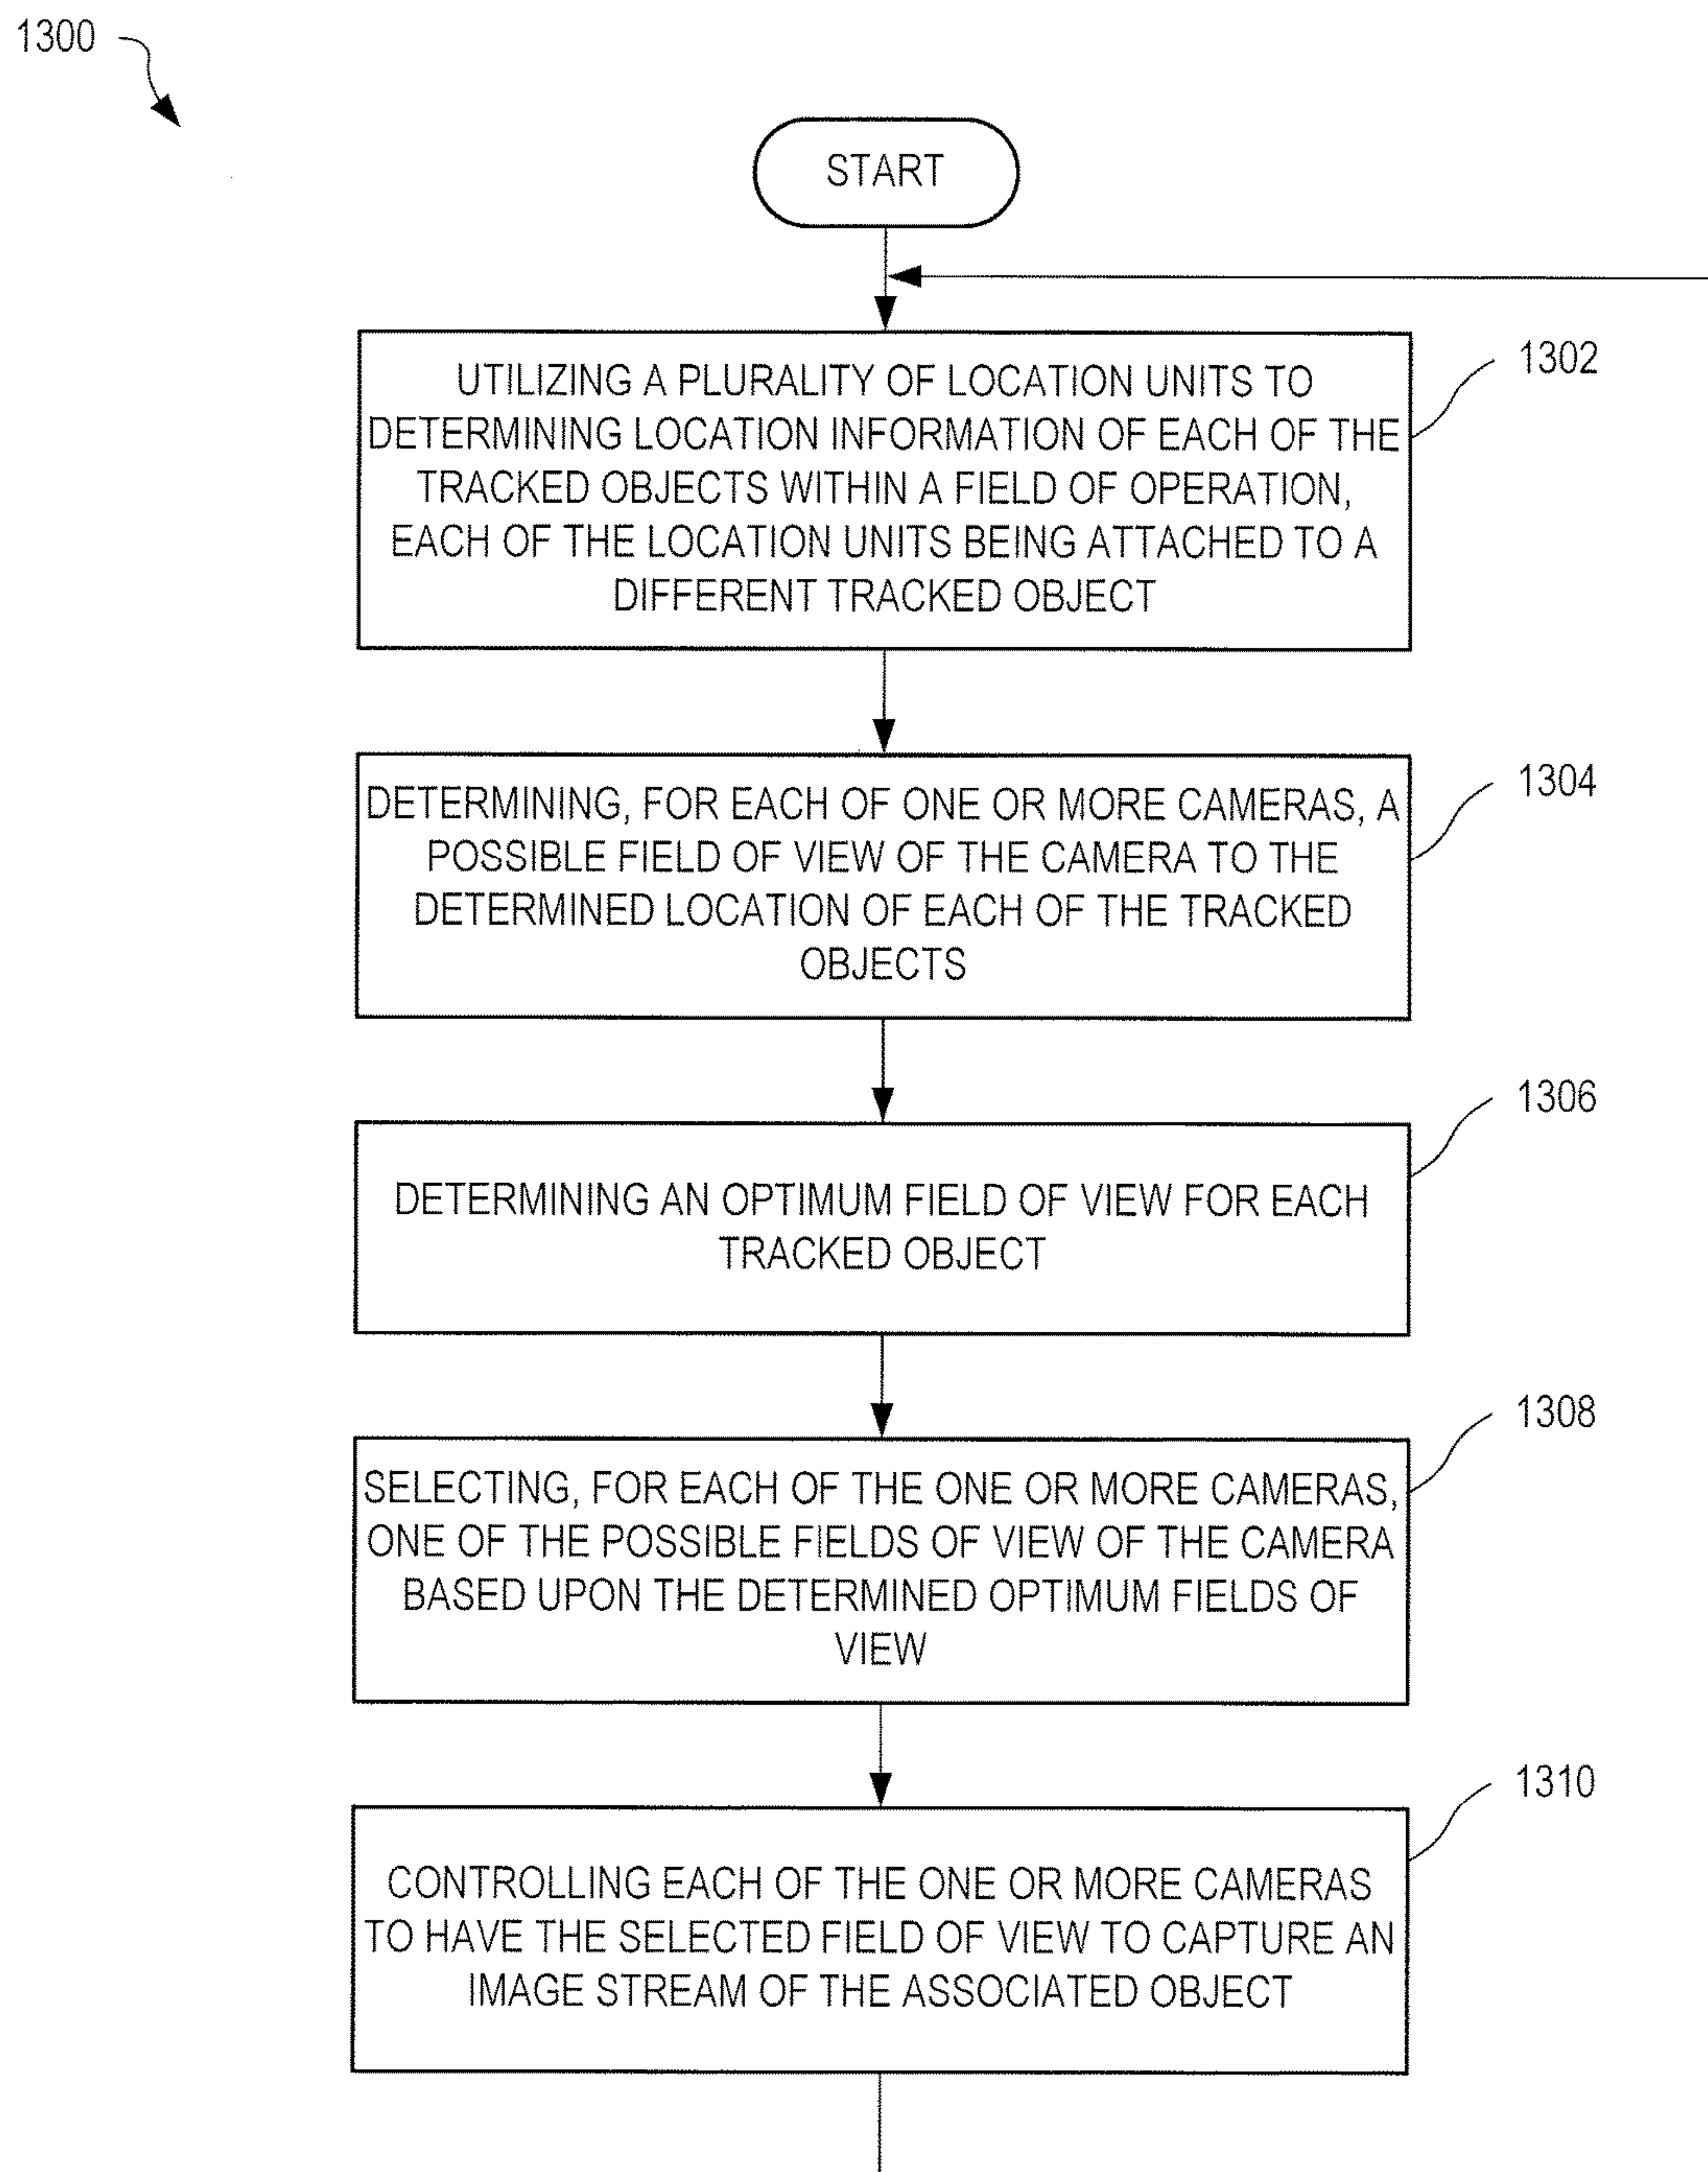 1300
START
UTILIZING A PLURALITY OF LOCATION UNITS TO
DETERMINING LOCATION INFORMATION OF EACH OF THE
TRACKED OBJECTS WITHIN A FIELD OF OPERATION,
EACH OF THE LOCATION UNITS BEING ATTACHED TO A
DIFFERENT TRACKED OBJECT
1302
DETERMINING, FOR EACH OF ONE OR MORE CAMERAS, A
POSSIBLE FIELD OF VIEW OF THE CAMERA TO THE
DETERMINED LOCATION OF EACH OF THE TRACKED
OBJECTS
1304
DETERMINING AN OPTIMUM FIELD OF VIEW FOR EACH
TRACKED OBJECT
1306
SELECTING, FOR EACH OF THE ONE OR MORE CAMERAS,
ONE OF THE POSSIBLE FIELDS OF VIEW OF THE CAMERA
BASED UPON THE DETERMINED OPTIMUM FIELDS OF
VIEW
1308
CONTROLLING EACH OF THE ONE OR MORE CAMERAS
TO HAVE THE SELECTED FIELD OF VIEW TO CAPTURE AN
IMAGE STREAM OF THE ASSOCIATED OBJECT
1310